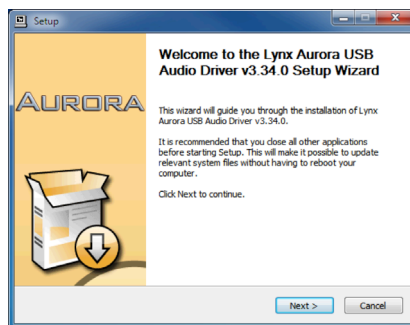 Setup
Welcome to the Lynx Aurora USB
Audio Driver v3.34.0 Setup Wizard
AURORA
This wizard will guide you through the installation of Lynx
Aurora USB Audio Driver v3.34.0.
It is recommended that you close all other applications
before starting Setup. This will make it possible to update
relevant system files without having to reboot your
computer.
Click Next to continue.
Next >
Cancel